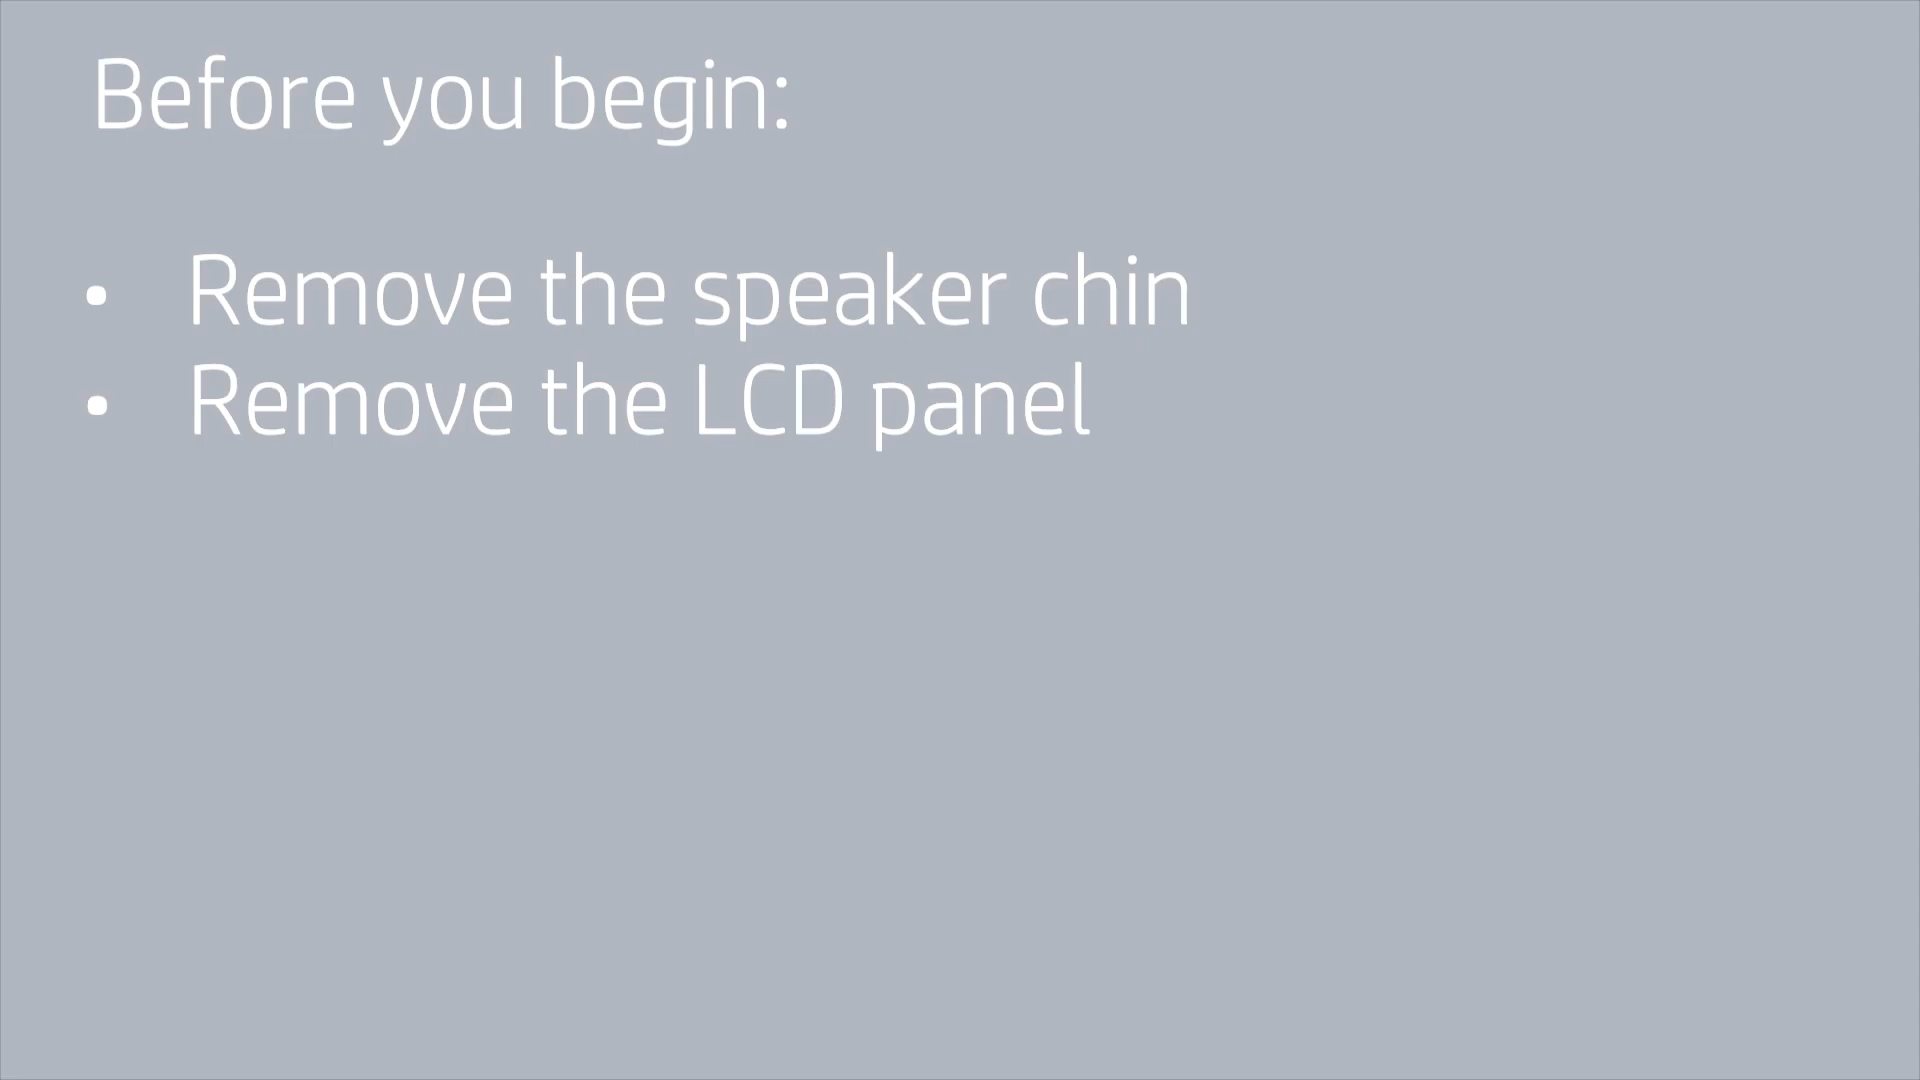 Before you begin:
• Remove the speaker chin
• Remove the LCD panel